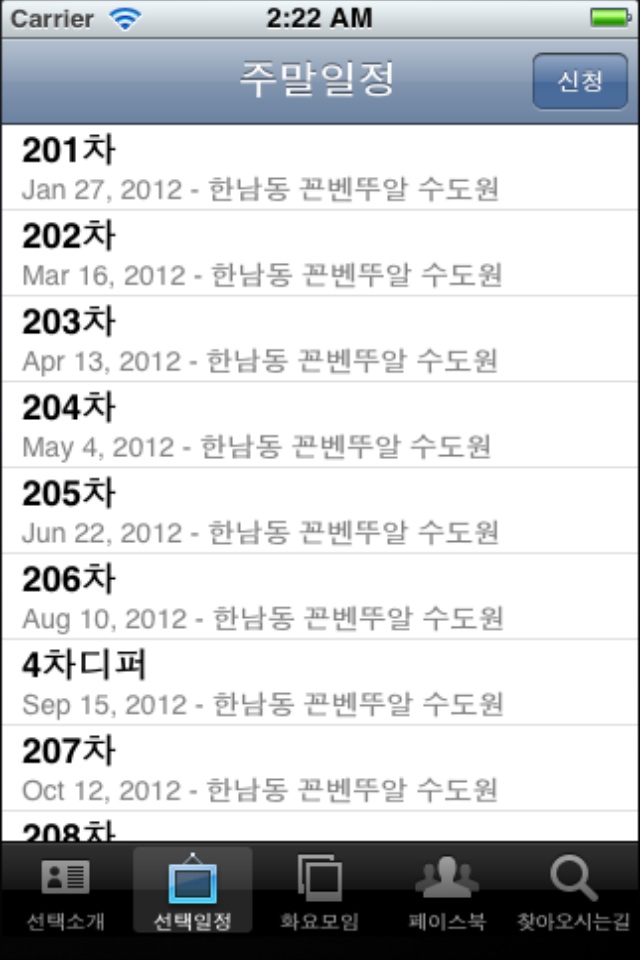 Carrier 2:22 AM
주말일정 신청
201차
Jan 27, 2012 - 한남동 꼰벤뚜알 수도원
202차
Mar 16, 2012 - 한남동 꼰벤뚜알 수도원
203차
Apr 13, 2012 - 한남동 꼰벤뚜알 수도원
204차
May 4, 2012 - 한남동 꼰벤뚜알 수도원
205차
Jun 22, 2012 - 한남동 꼰벤뚜알 수도원
206차
Aug 10, 2012 - 한남동 꼰벤뚜알 수도원
4차디퍼
Sep 15, 2012 - 한남동 꼰벤뚜알 수도원
207차
Oct 12, 2012 - 한남동 꼰벤뚜알 수도원
208차
선택소개 선택일정 화요모임 페이스북 찾아오시는길